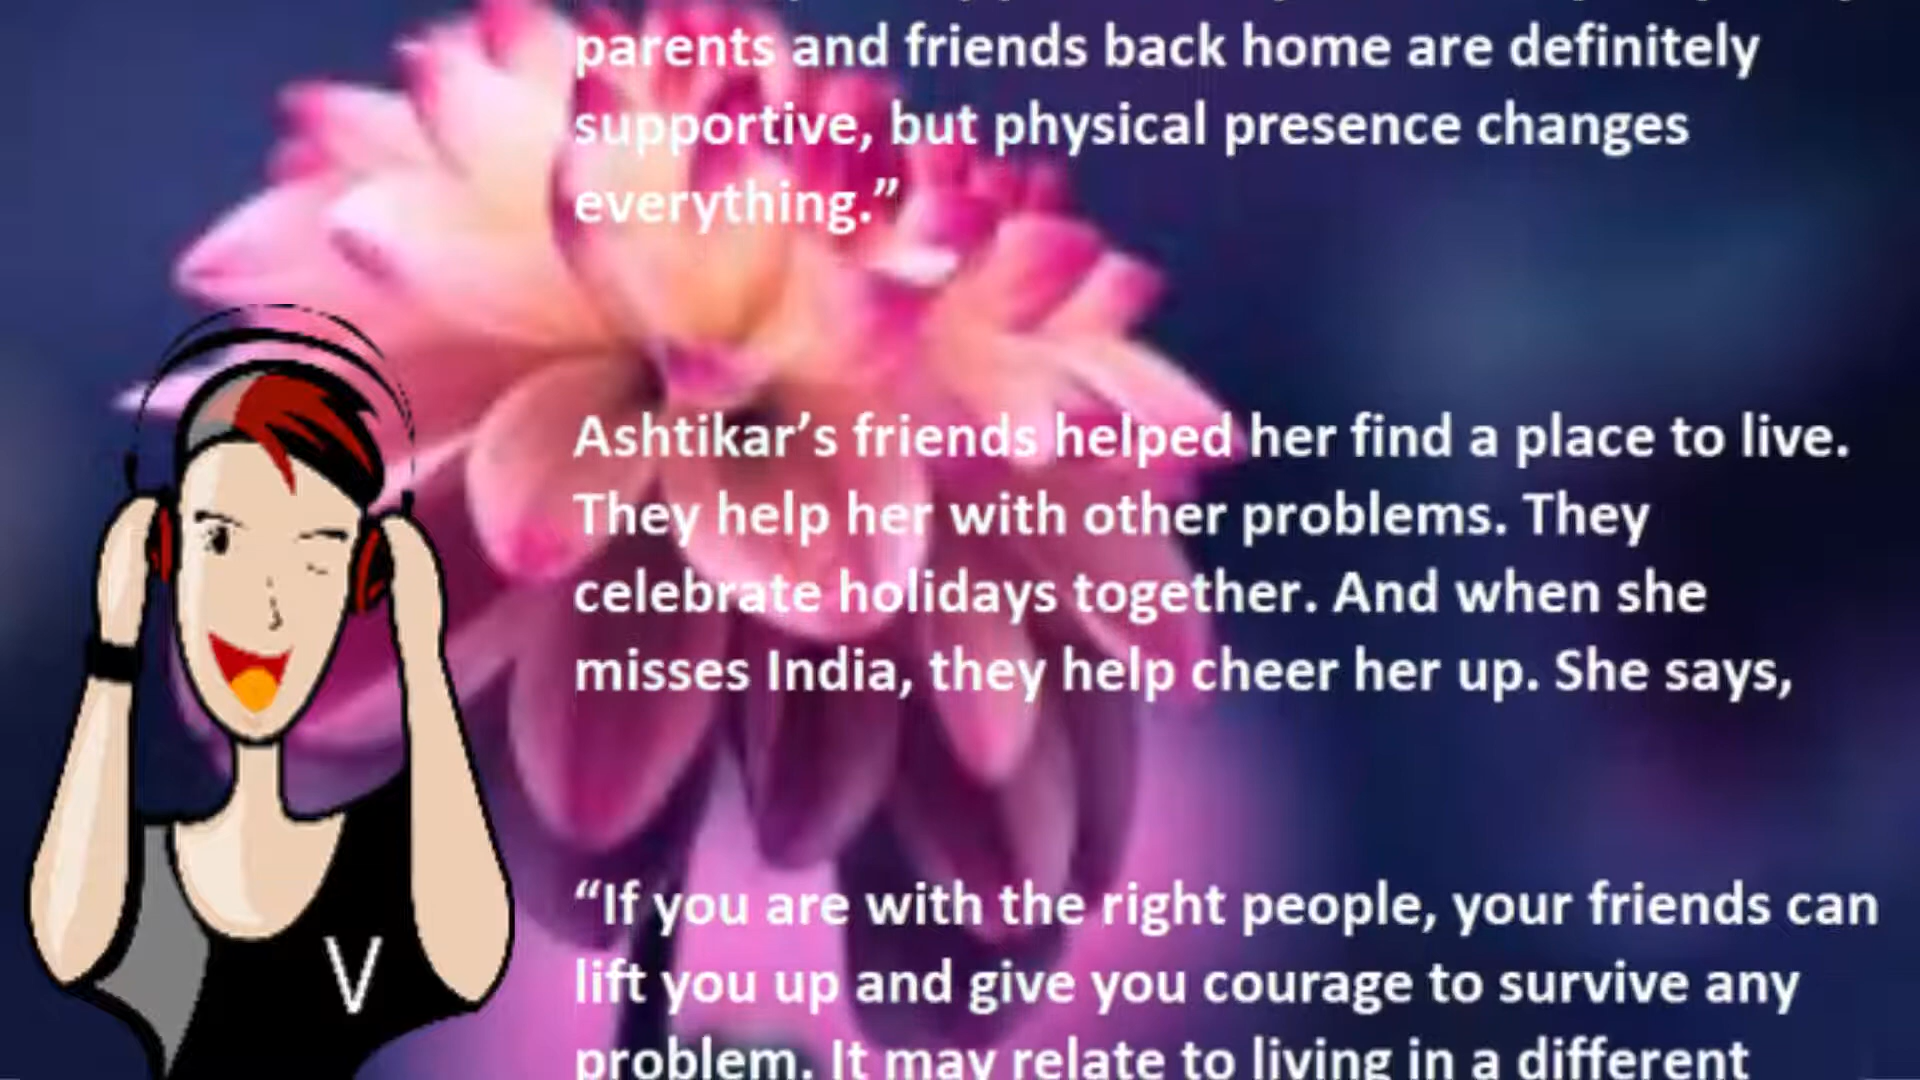 parents and friends back home are definitely
supportive, but physical presence changes
everything.”
Ashtikar’s friends helped her find a place to live.
They help her with other problems. They
celebrate holidays together. And when she
misses India, they help cheer her up. She says,
“If you are with the right people, your friends can
lift you up and give you courage to survive any
problem. It may relate to living in a different
V